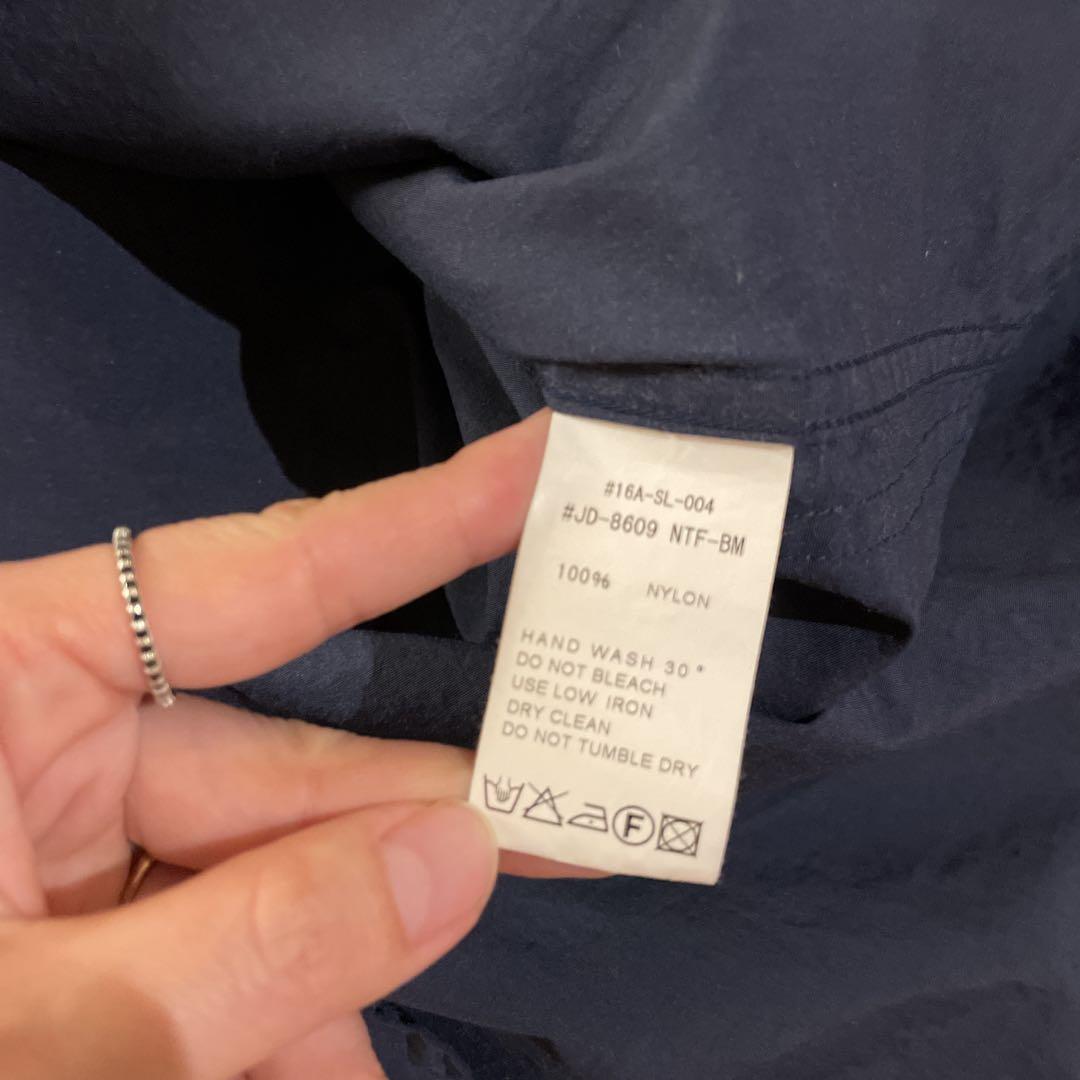 #16A-SL-004
#JD-8609 NTF-BM
100% NYLON
HAND WASH 30°
DO NOT BLEACH
USE LOW IRON
DRY CLEAN
DO NOT TUMBLE DRY
F